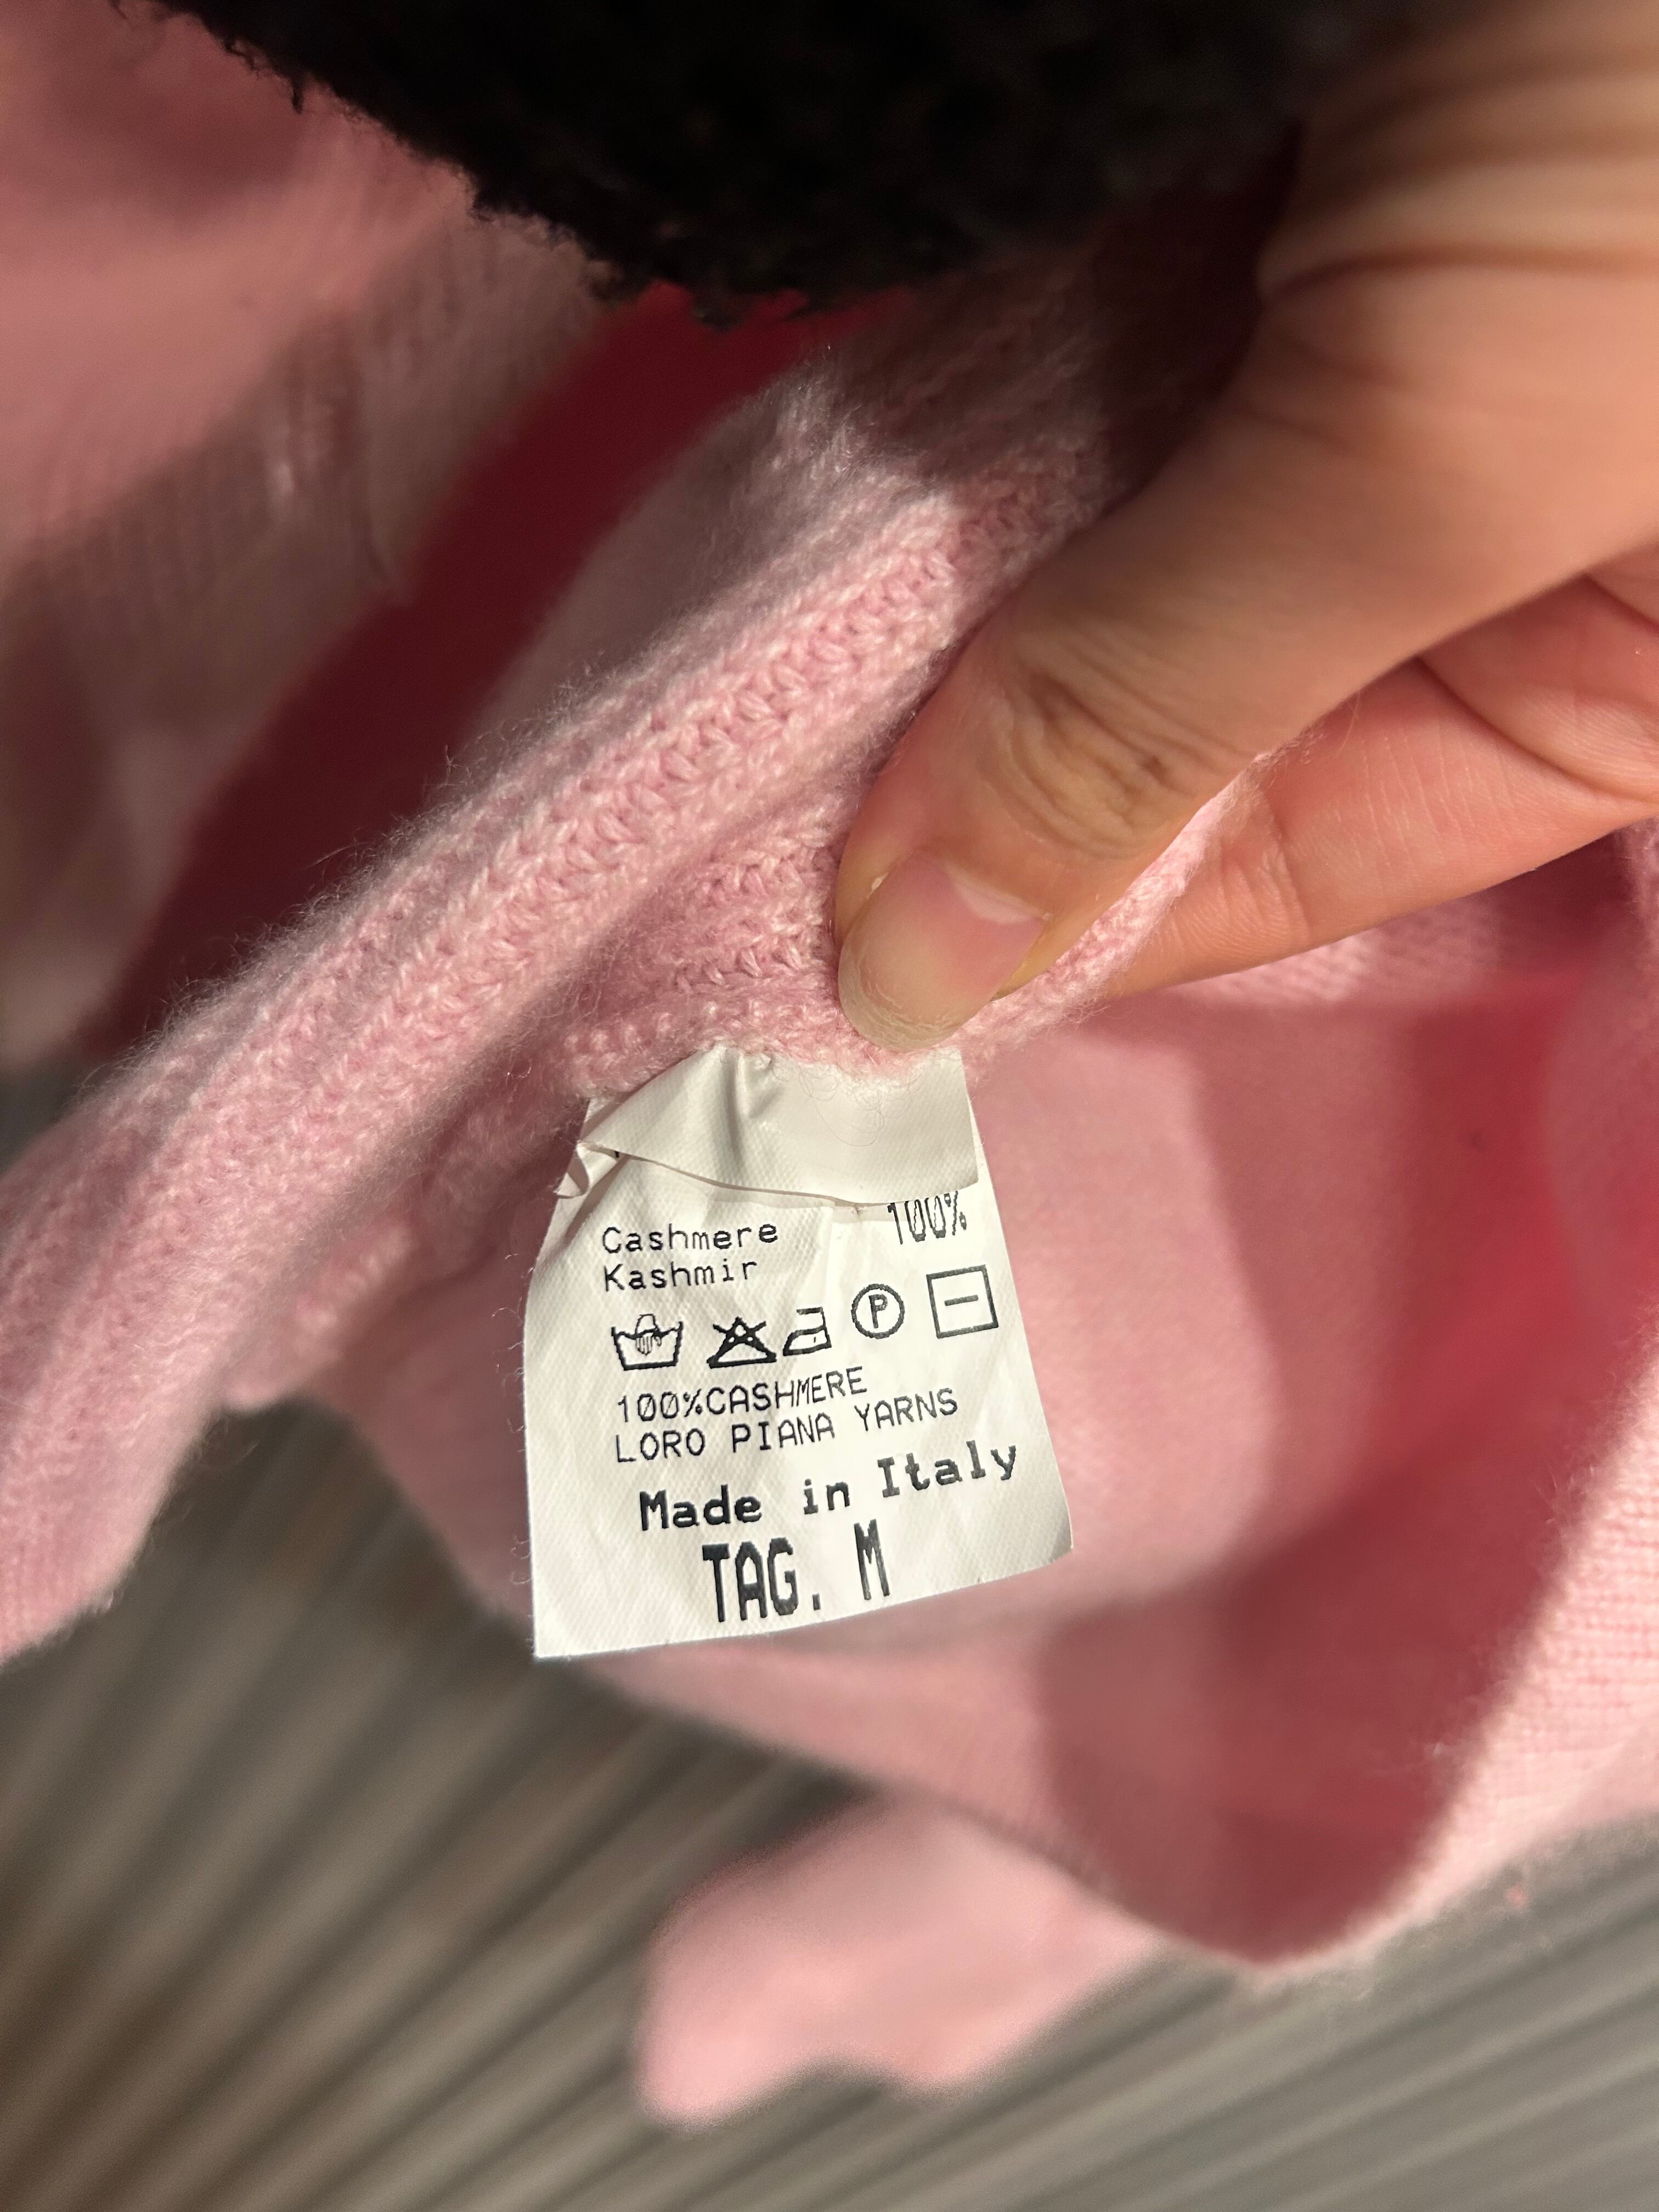 100%
Cashmere
Kashmir
P
100%CASHMERE
LORO PIANA YARNS
Made in Italy
TAG. M